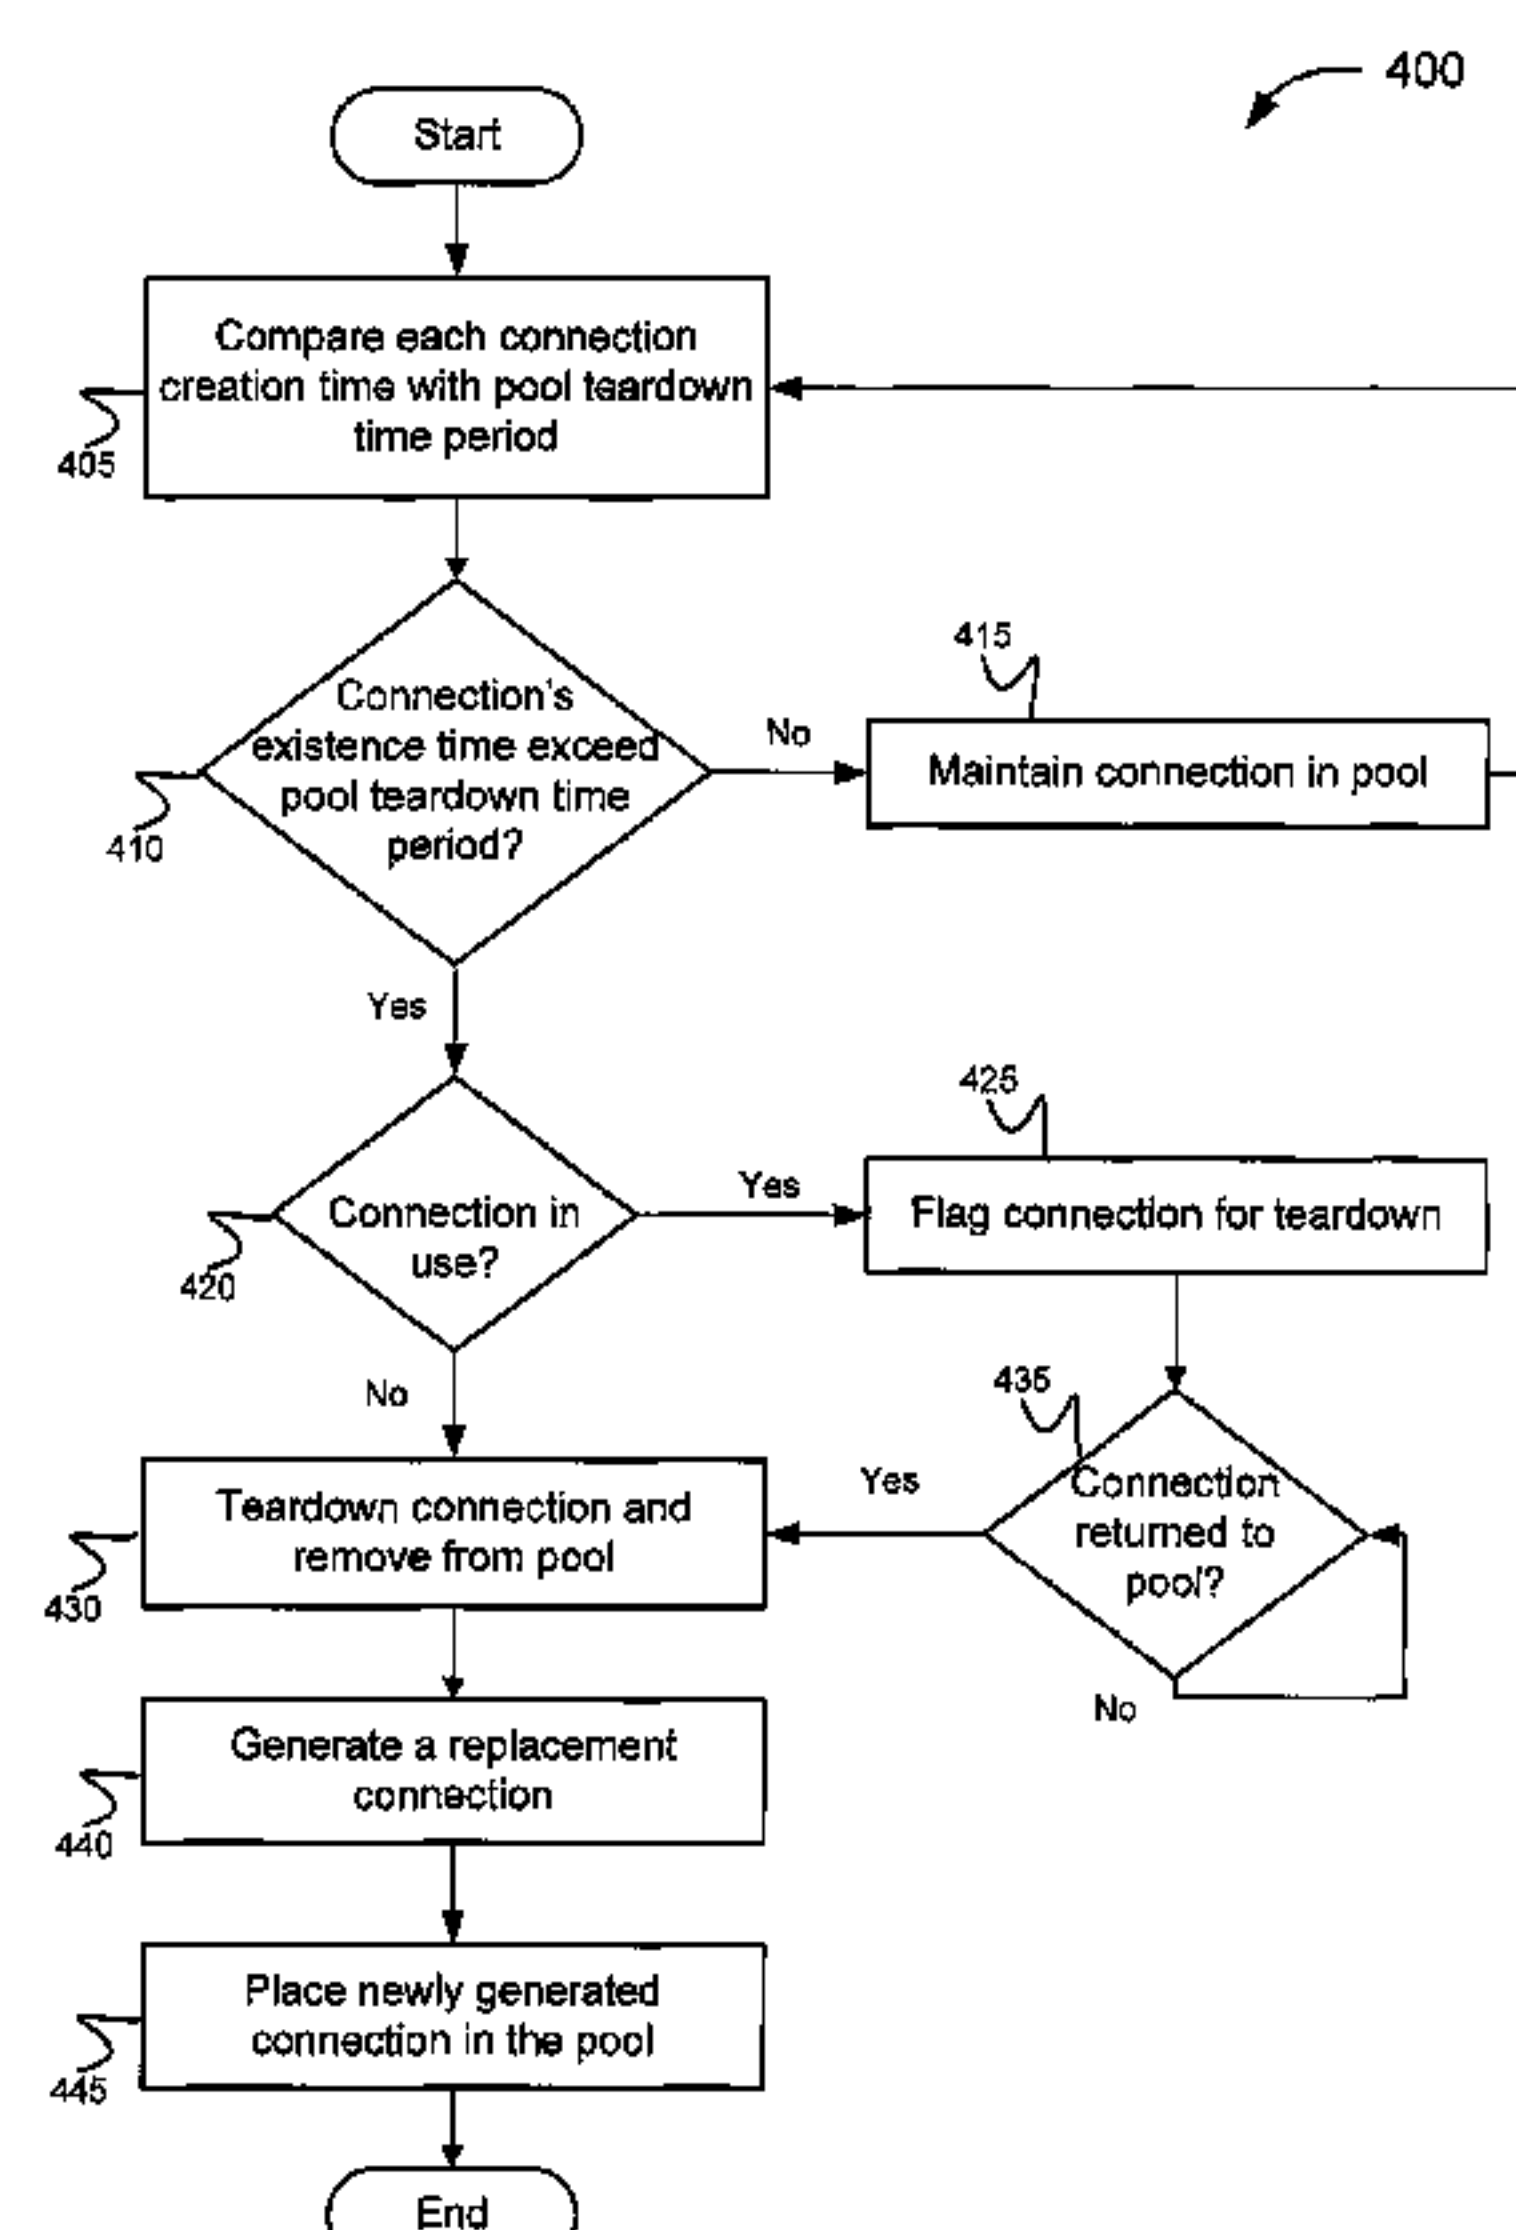 400
Start
Compare each connection
creation time with pool teardown
time period
405
Connection's
existence time exceed
pool teardown time
period?
410
No
415
Maintain connection in pool
Yes
Connection in
use?
420
Yes
425
Flag connection for teardown
No
435
Connection
returned to
pool?
Yes
No
Teardown connection and
remove from pool
430
Generate a replacement
connection
440
Place newly generated
connection in the pool
445
End